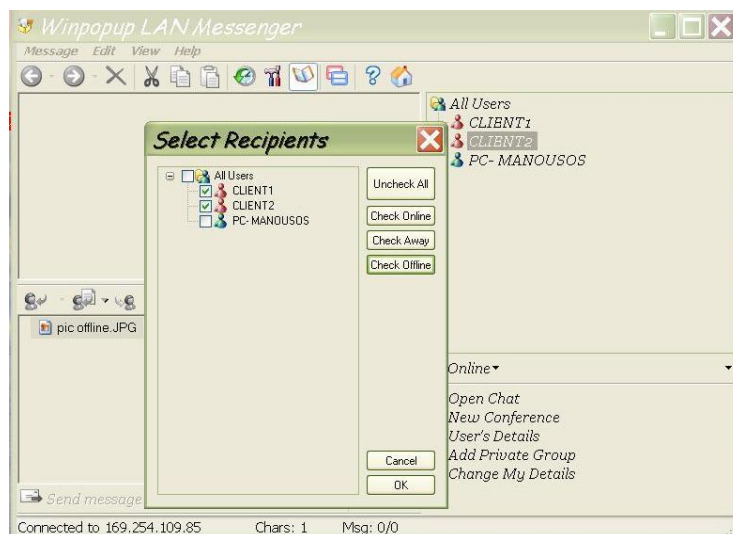 Winpopup LAN Messenger
Message Edit View Help
All Users
CLIENT1
CLIENT2
PC- MANOUSOS
Select Recipients
All Users
CLIENT1
CLIENT2
PC- MANOUSOS
Uncheck All
Check Online
Check Away
Check Offline
Cancel
OK
pic offline.JPG
Online
Open Chat
New Conference
User's Details
Add Private Group
Change My Details
Send message
Connected to 169.254.109.85 Chars: 1 Msg: 0/0